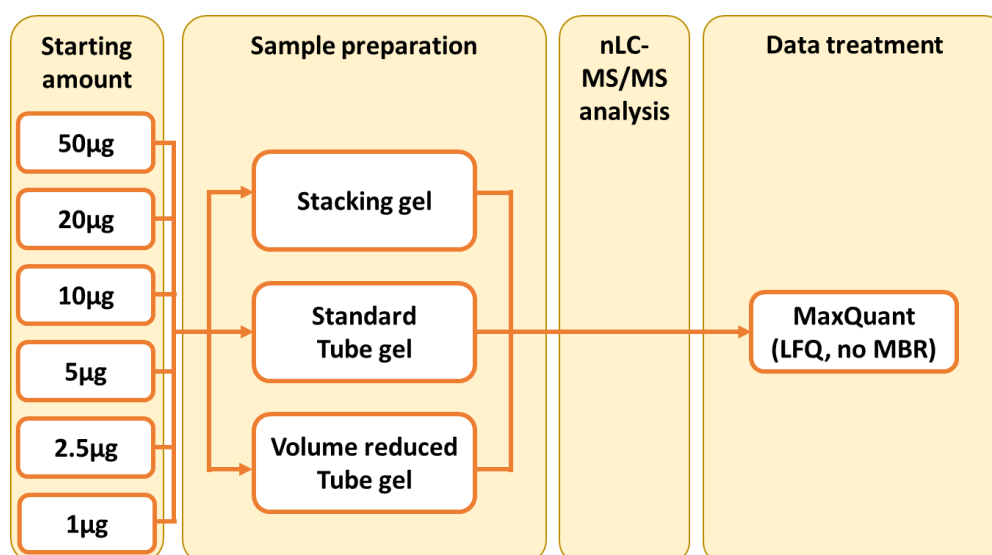 Starting
amount
50µg
20µg
10µg
5µg
2.5µg
1µg
Sample preparation
Stacking gel
Standard
Tube gel
Volume reduced
Tube gel
nLC-
MS/MS
analysis
Data treatment
MaxQuant
(LFQ, no MBR)